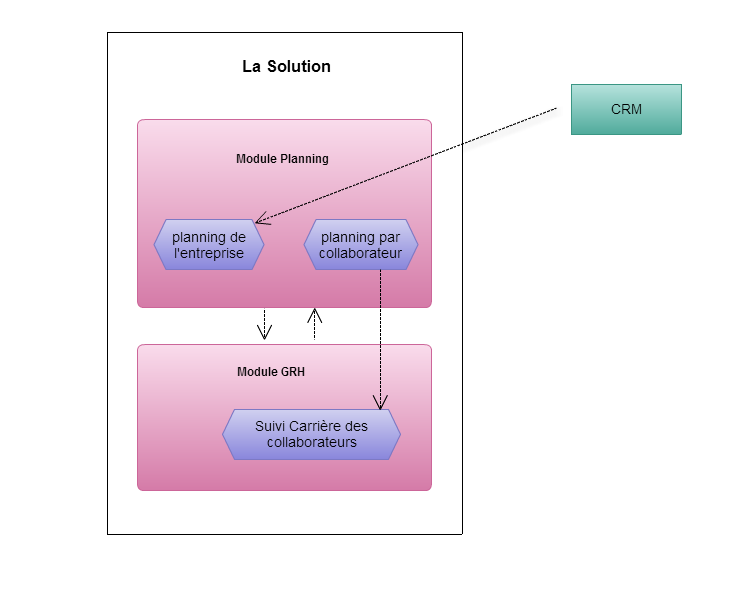 La Solution
CRM
Module Planning
planning de
l'entreprise
planning par
collaborateur
Module GRH
Suivi Carrière des
collaborateurs